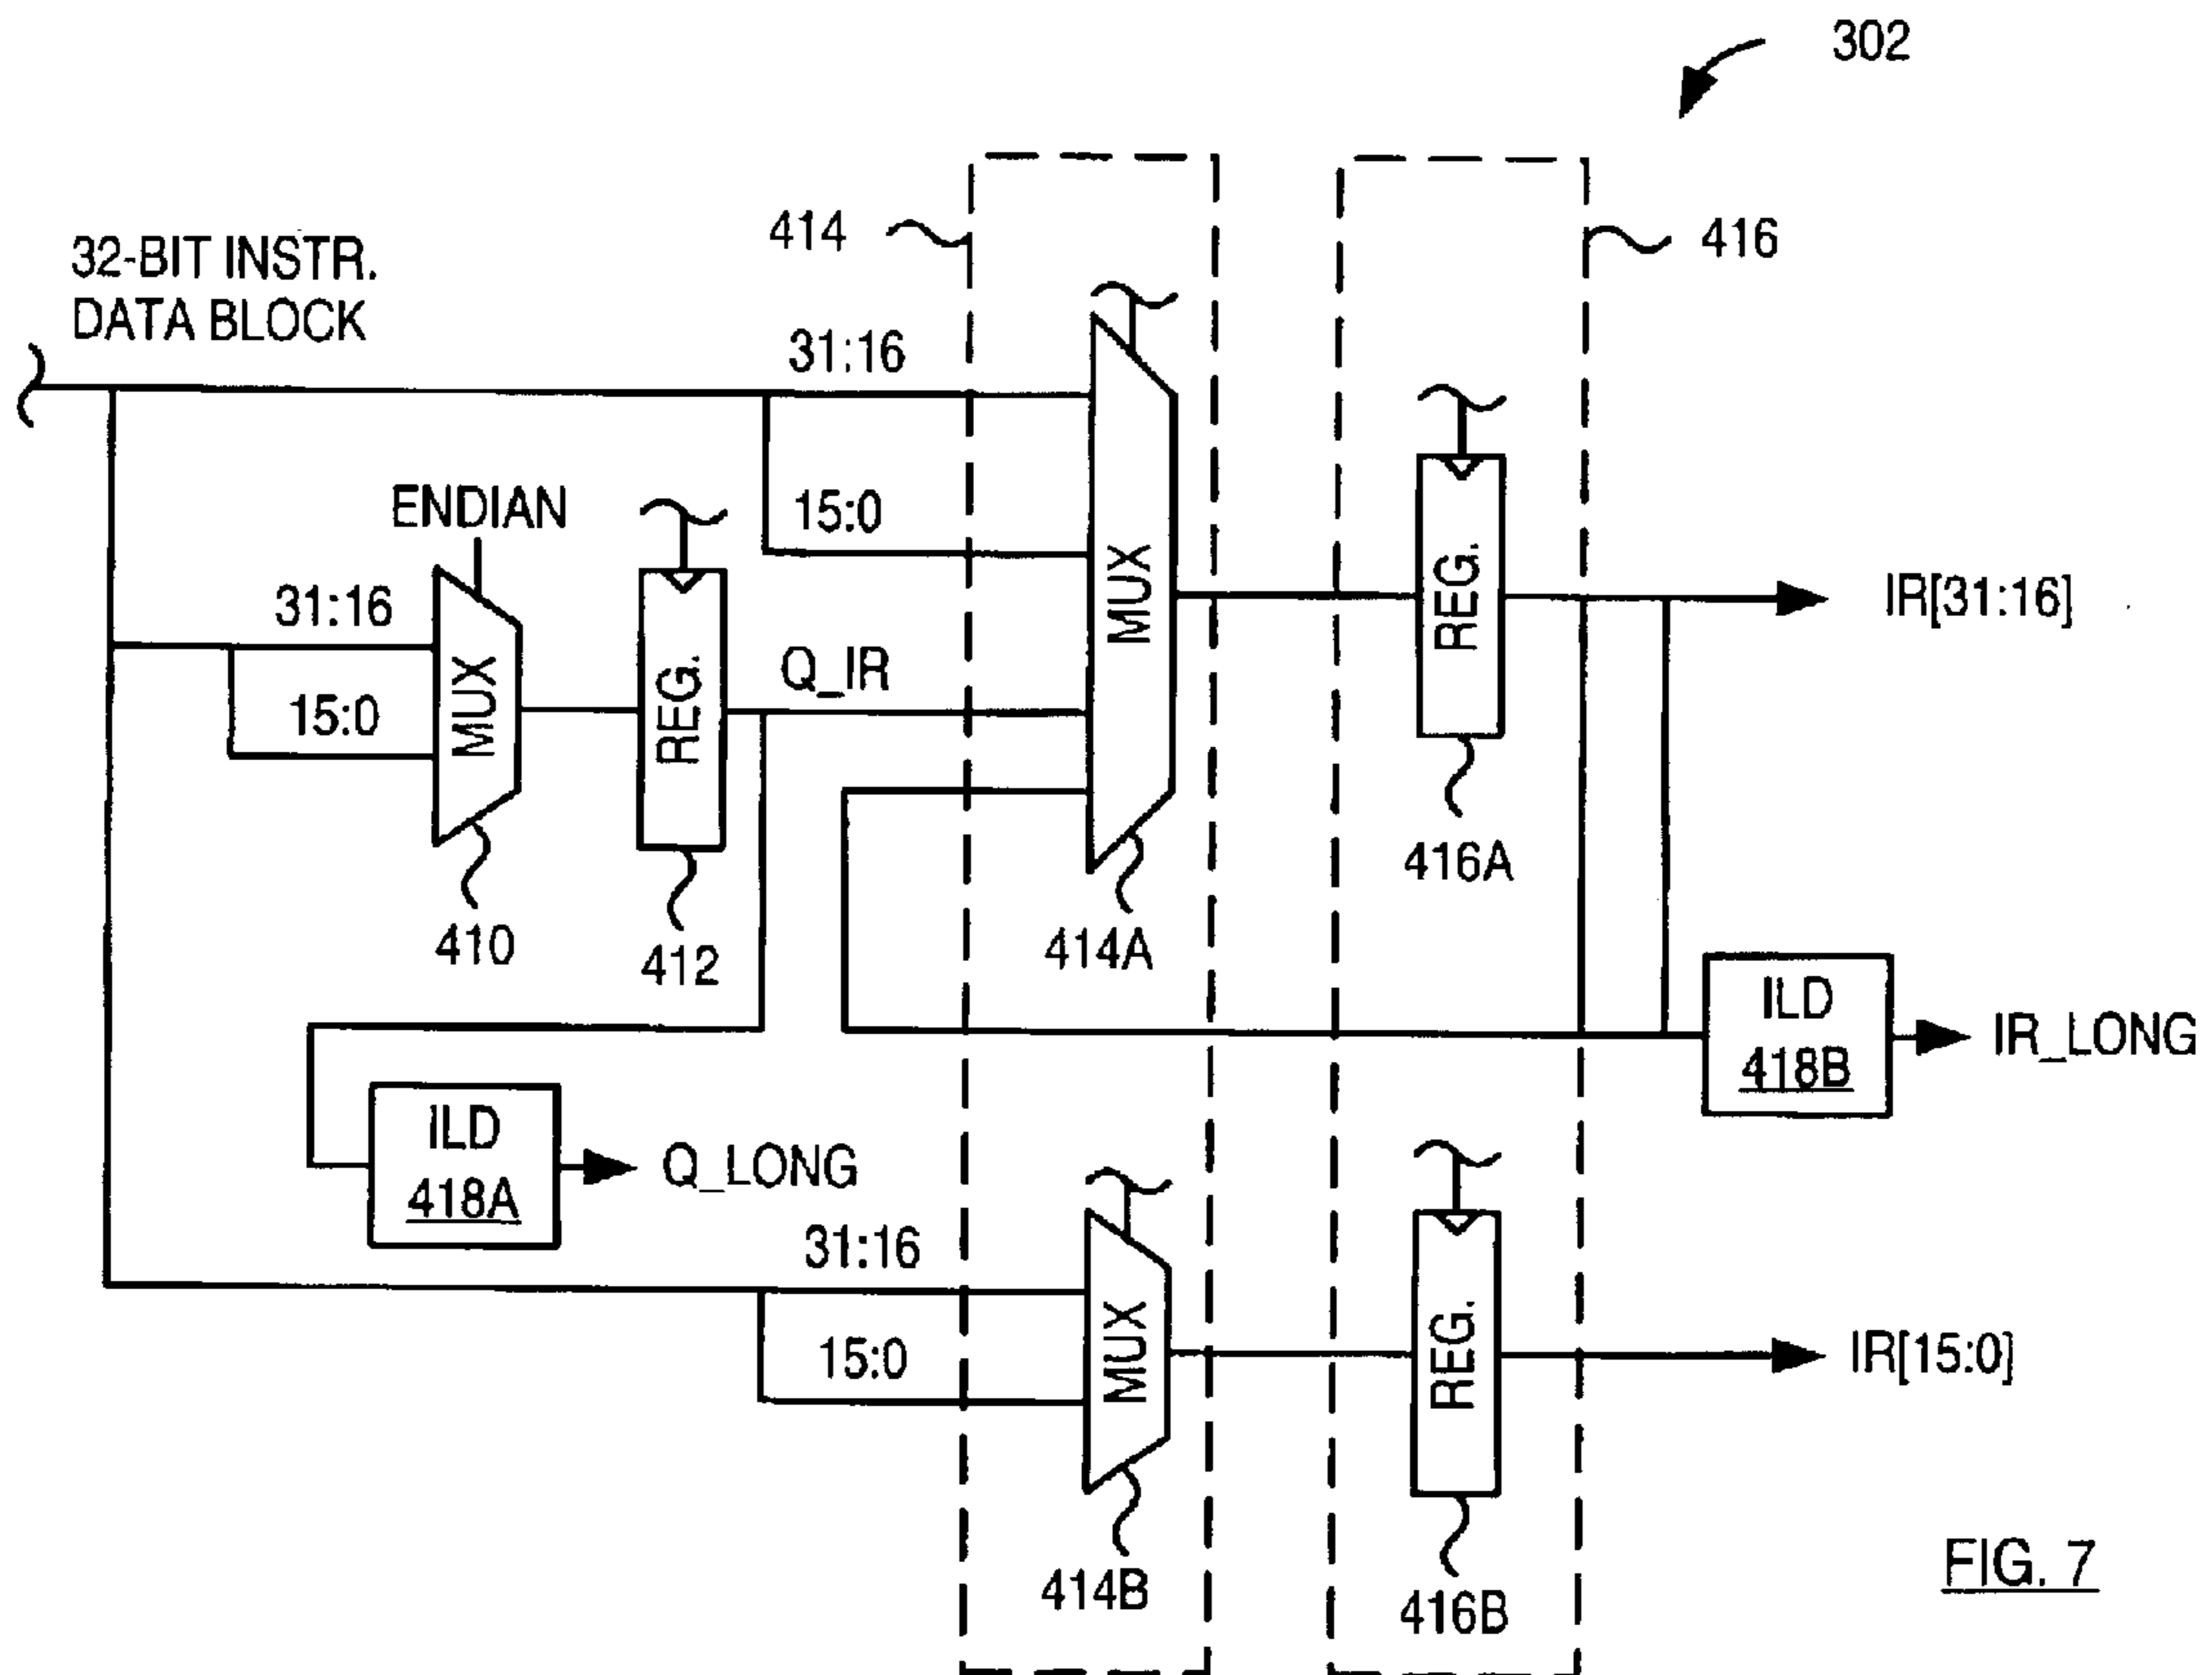 302
414
416
32-BIT INSTR.
DATA BLOCK
31:16
15:0
ENDIAN
31:16
15:0
MUX
REG.
Q_IR
MUX
REG.
IR[31:16]
410
412
414A
416A
ILD
418B
IR_LONG
ILD
418A
Q_LONG
31:16
15:0
MUX
REG.
IR[15:0]
414B
416B
FIG. 7